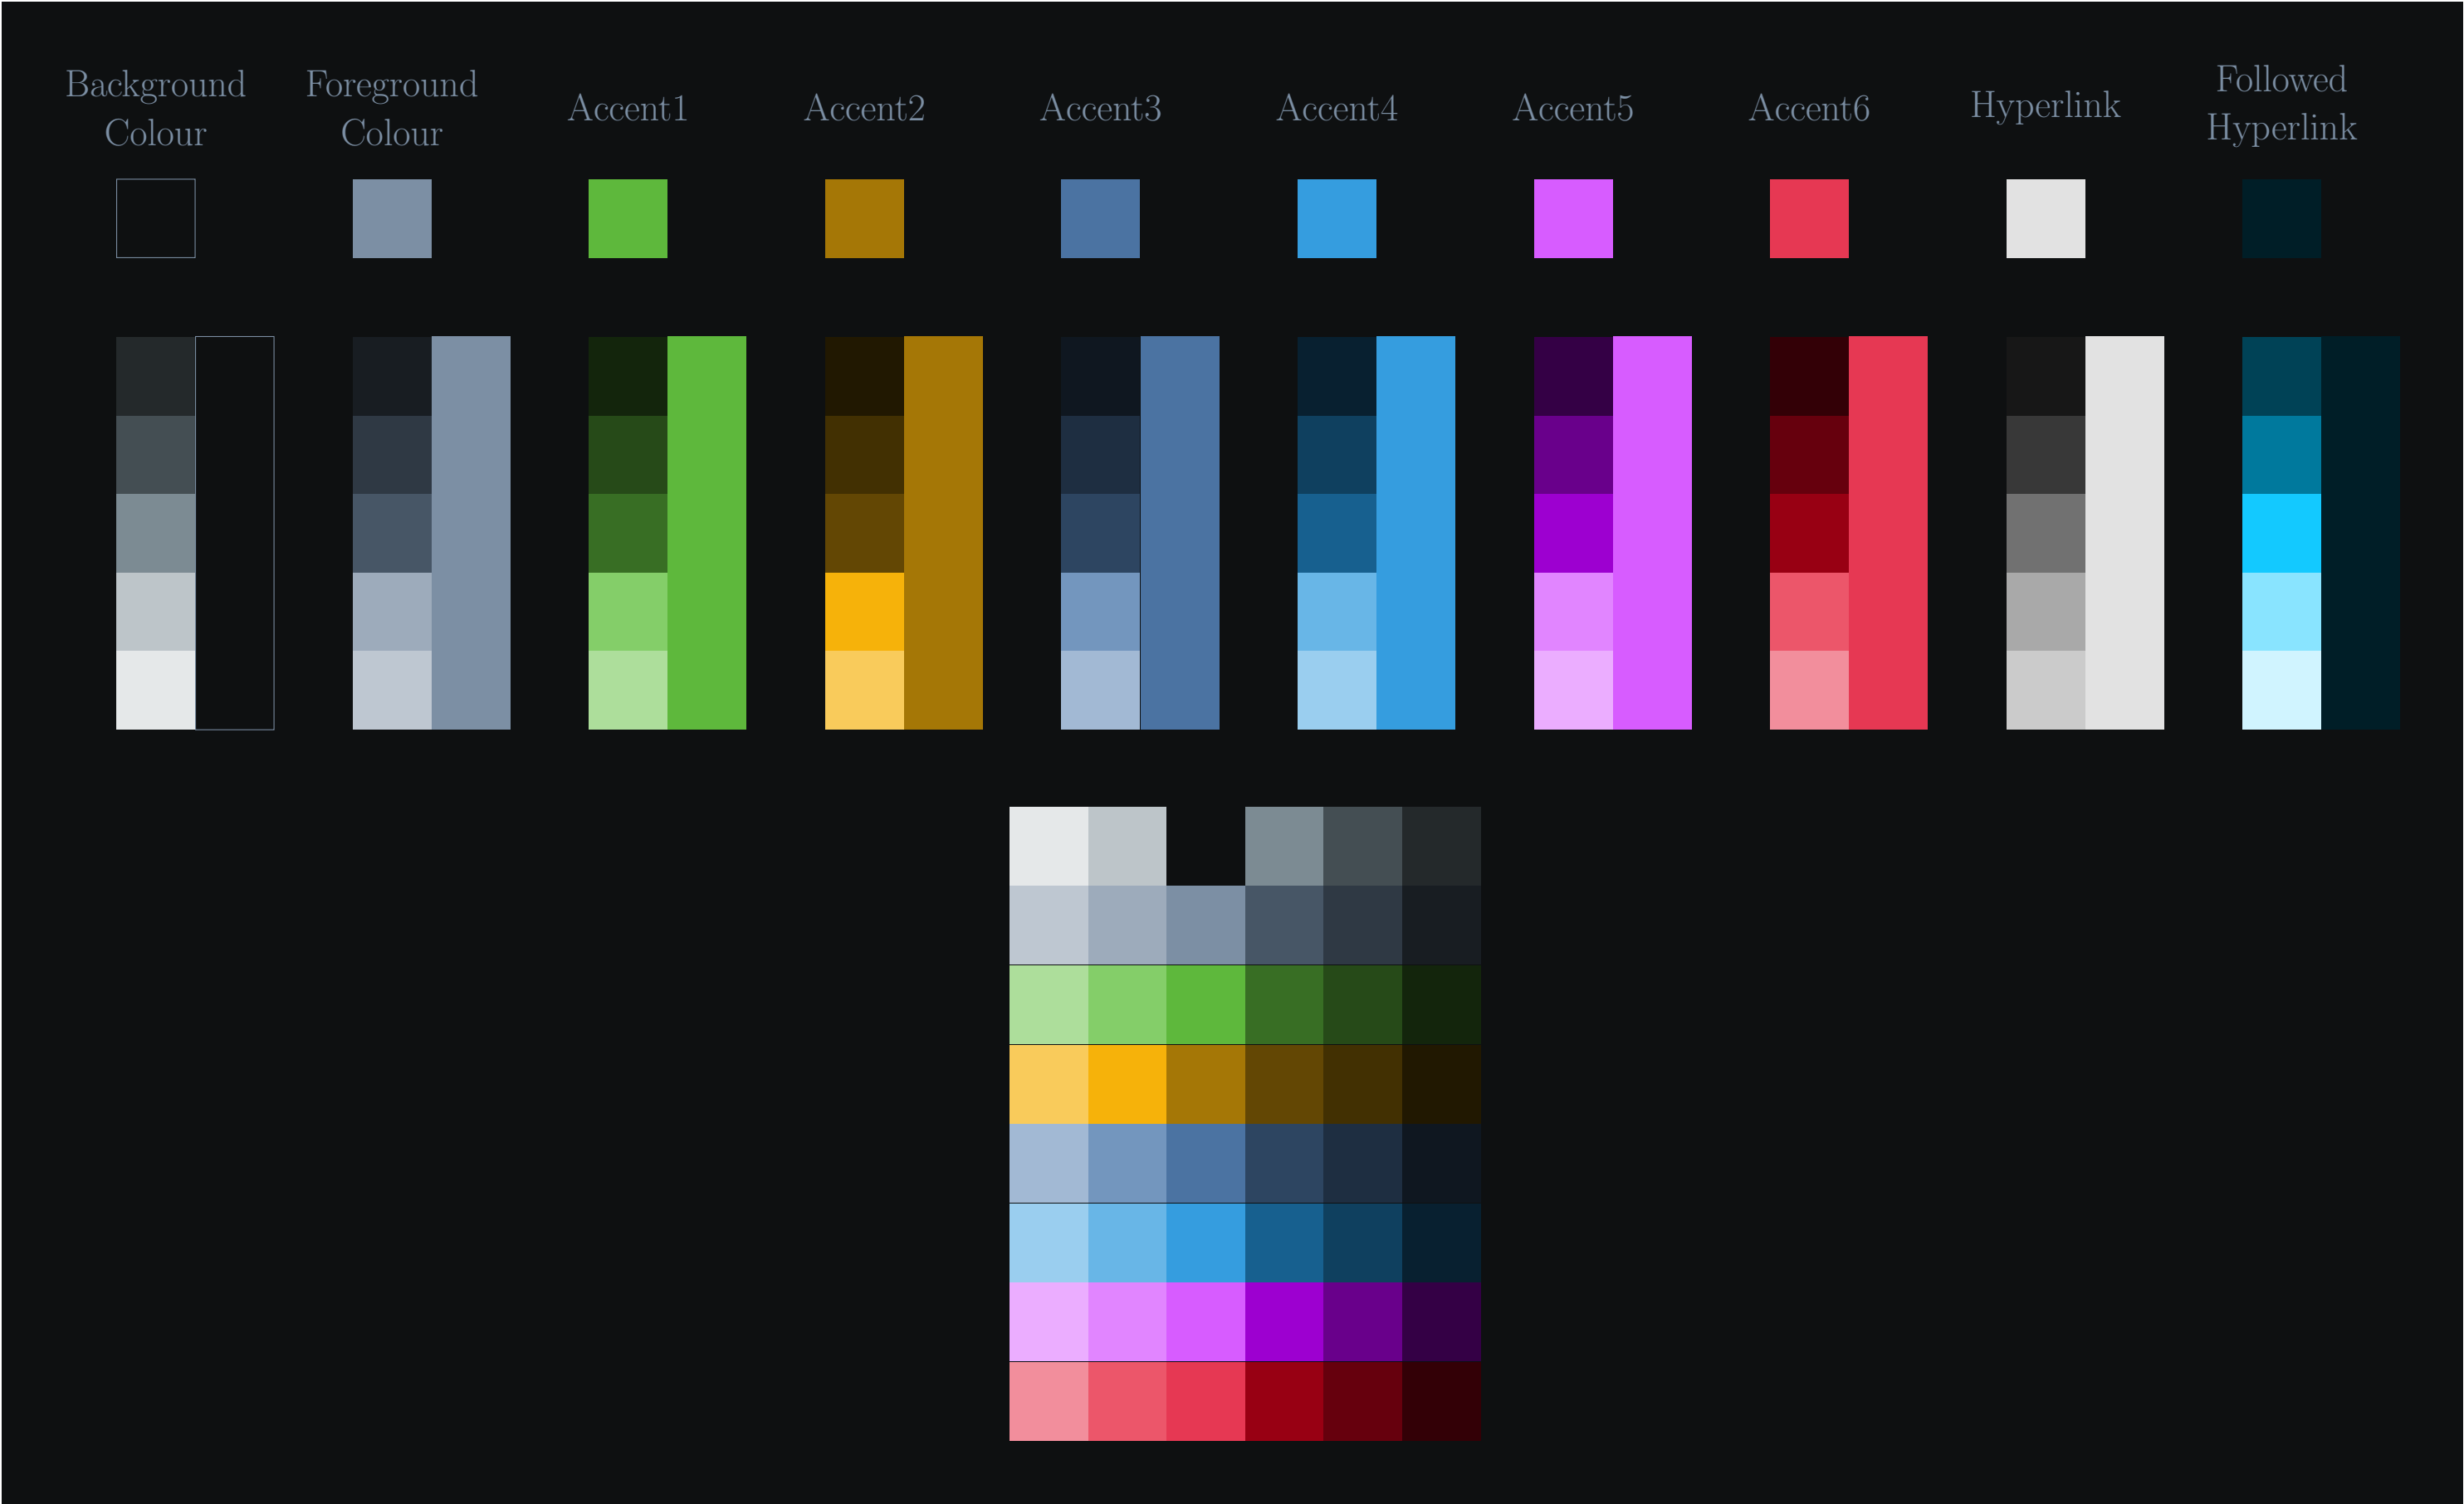 Background
Colour
Foreground
Colour
Accent1
Accent2
Accent3
Accent4
Accent5
Accent6
Hyperlink
Followed
Hyperlink